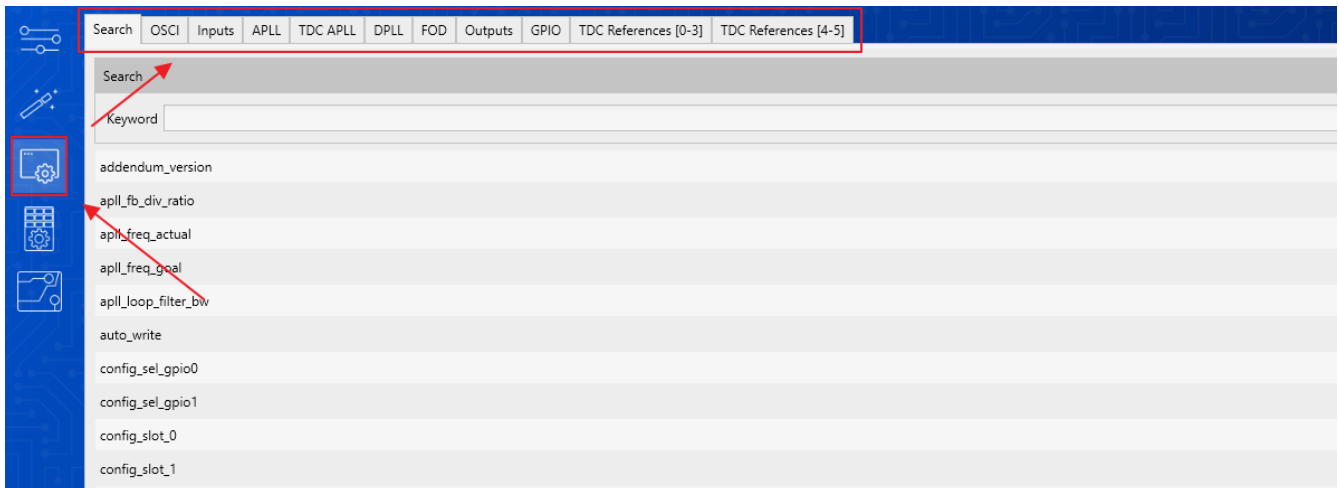 Search OSCI Inputs APLL TDC APLL DPLL FOD Outputs GPIO TDC References [0-3] TDC References [4-5]
Search
Keyword
addendum_version
apll_fb_div_ratio
apll_freq_actual
apll_freq_goal
apll_loop_filter_bw
auto_write
config_sel_gpio0
config_sel_gpio1
config_slot_0
config_slot_1